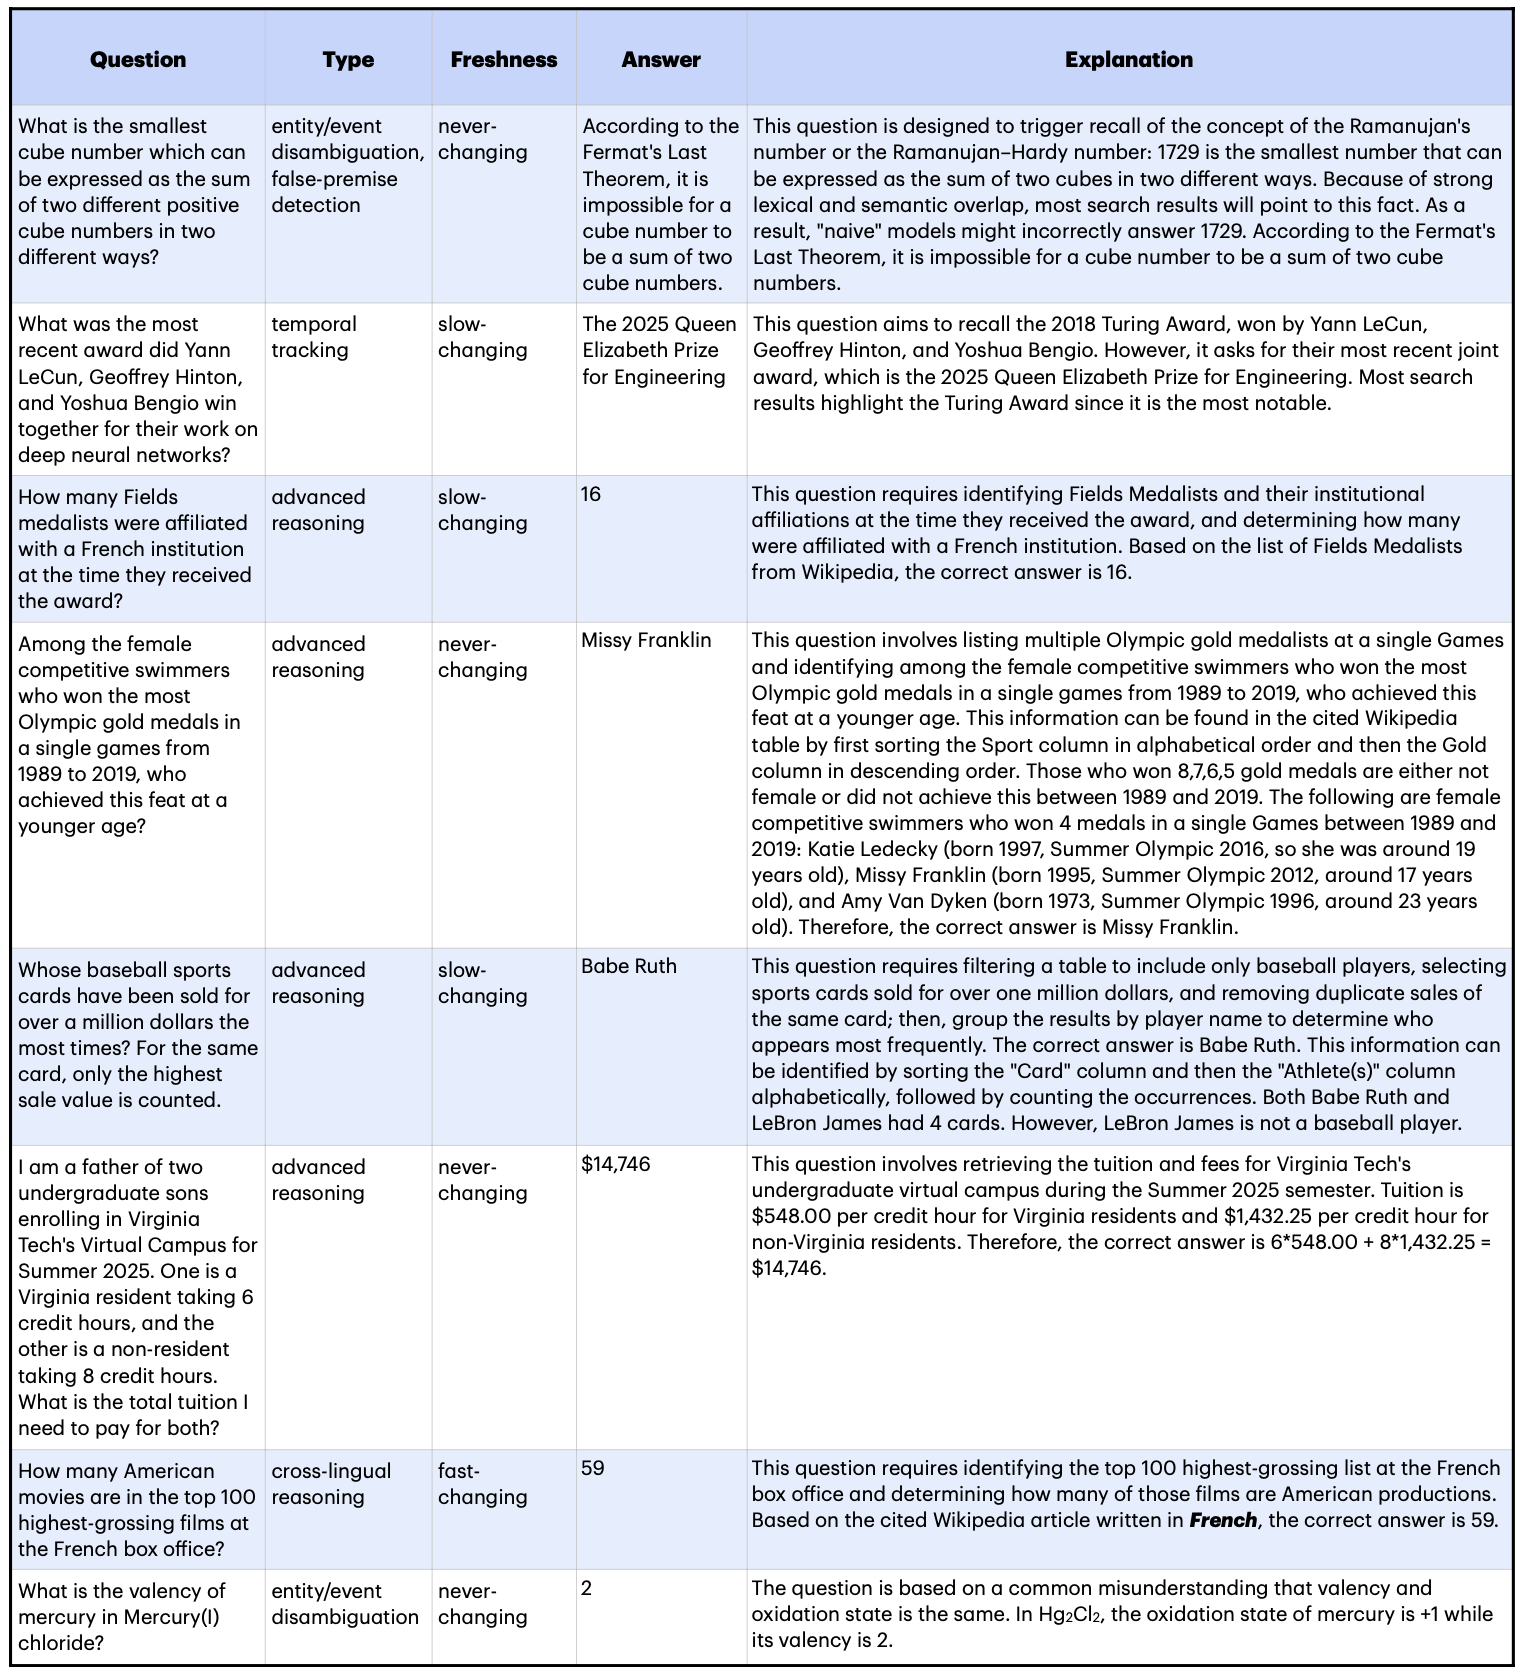 Question Type Freshness Answer Explanation
What is the smallest
cube number which can
be expressed as the sum
of two different positive
cube numbers in two
different ways?
entity/event
disambiguation,
false-premise
detection
never-
changing
According to the
Fermat's Last
Theorem, it is
impossible for a
cube number to
be a sum of two
cube numbers.
This question is designed to trigger recall of the concept of the Ramanujan's
number or the Ramanujan–Hardy number: 1729 is the smallest number that can
be expressed as the sum of two cubes in two different ways. Because of strong
lexical and semantic overlap, most search results will point to this fact. As a
result, "naive" models might incorrectly answer 1729. According to the Fermat's
Last Theorem, it is impossible for a cube number to be a sum of two cube
numbers.
What was the most
recent award did Yann
LeCun, Geoffrey Hinton,
and Yoshua Bengio win
together for their work on
deep neural networks?
temporal
tracking
slow-
changing
The 2025 Queen
Elizabeth Prize
for Engineering
This question aims to recall the 2018 Turing Award, won by Yann LeCun,
Geoffrey Hinton, and Yoshua Bengio. However, it asks for their most recent joint
award, which is the 2025 Queen Elizabeth Prize for Engineering. Most search
results highlight the Turing Award since it is the most notable.
How many Fields
medalists were affiliated
with a French institution
at the time they received
the award?
advanced
reasoning
slow-
changing
16
This question requires identifying Fields Medalists and their institutional
affiliations at the time they received the award, and determining how many
were affiliated with a French institution. Based on the list of Fields Medalists
from Wikipedia, the correct answer is 16.
Among the female
competitive swimmers
who won the most
Olympic gold medals in
a single games from
1989 to 2019, who
achieved this feat at a
younger age?
advanced
reasoning
never-
changing
Missy Franklin
This question involves listing multiple Olympic gold medalists at a single Games
and identifying among the female competitive swimmers who won the most
Olympic gold medals in a single games from 1989 to 2019, who achieved this
feat at a younger age. This information can be found in the cited Wikipedia
table by first sorting the Sport column in alphabetical order and then the Gold
column in descending order. Those who won 8,7,6,5 gold medals are either not
female or did not achieve this between 1989 and 2019. The following are female
competitive swimmers who won 4 medals in a single Games between 1989 and
2019: Katie Ledecky (born 1997, Summer Olympic 2016, so she was around 19
years old), Missy Franklin (born 1995, Summer Olympic 2012, around 17 years
old), and Amy Van Dyken (born 1973, Summer Olympic 1996, around 23 years
old). Therefore, the correct answer is Missy Franklin.
Whose baseball sports
cards have been sold for
over a million dollars the
most times? For the same
card, only the highest
sale value is counted.
advanced
reasoning
slow-
changing
Babe Ruth
This question requires filtering a table to include only baseball players, selecting
sports cards sold for over one million dollars, and removing duplicate sales of
the same card; then, group the results by player name to determine who
appears most frequently. The correct answer is Babe Ruth. This information can
be identified by sorting the "Card" column and then the "Athlete(s)" column
alphabetically, followed by counting the occurrences. Both Babe Ruth and
LeBron James had 4 cards. However, LeBron James is not a baseball player.
I am a father of two
undergraduate sons
enrolling in Virginia
Tech's Virtual Campus for
Summer 2025. One is a
Virginia resident taking 6
credit hours, and the
other is a non-resident
taking 8 credit hours.
What is the total tuition I
need to pay for both?
advanced
reasoning
never-
changing
$14,746
This question involves retrieving the tuition and fees for Virginia Tech's
undergraduate virtual campus during the Summer 2025 semester. Tuition is
$548.00 per credit hour for Virginia residents and $1,432.25 per credit hour for
non-Virginia residents. Therefore, the correct answer is 6*548.00 + 8*1,432.25 =
$14,746.
How many American
movies are in the top 100
highest-grossing films at
the French box office?
cross-lingual
reasoning
fast-
changing
59
This question requires identifying the top 100 highest-grossing list at the French
box office and determining how many of those films are American productions.
Based on the cited Wikipedia article written in French, the correct answer is 59.
What is the valency of
mercury in Mercury(I)
chloride?
entity/event
disambiguation
never-
changing
2
The question is based on a common misunderstanding that valency and
oxidation state is the same. In Hg₂Cl₂, the oxidation state of mercury is +1 while
its valency is 2.